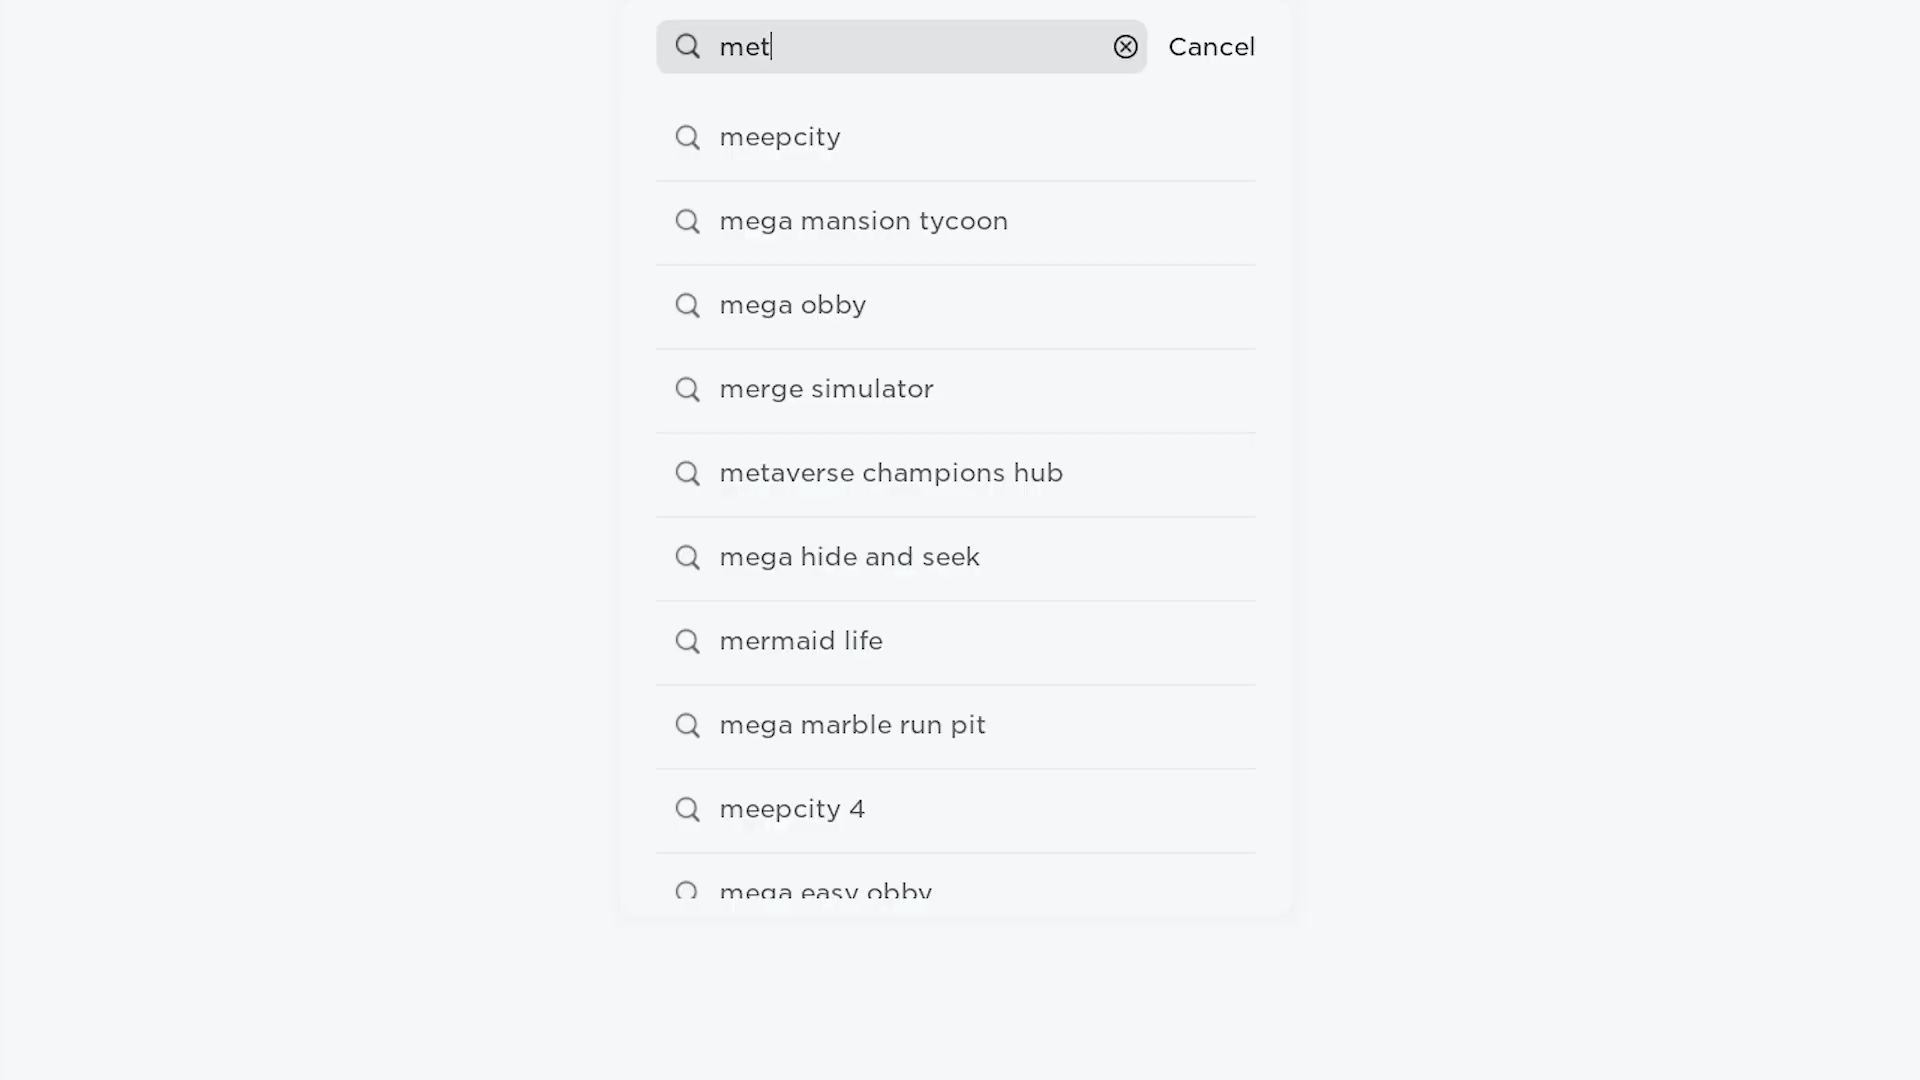 met
Cancel
meepcity
mega mansion tycoon
mega obby
merge simulator
metaverse champions hub
mega hide and seek
mermaid life
mega marble run pit
meepcity 4
mega easy obby